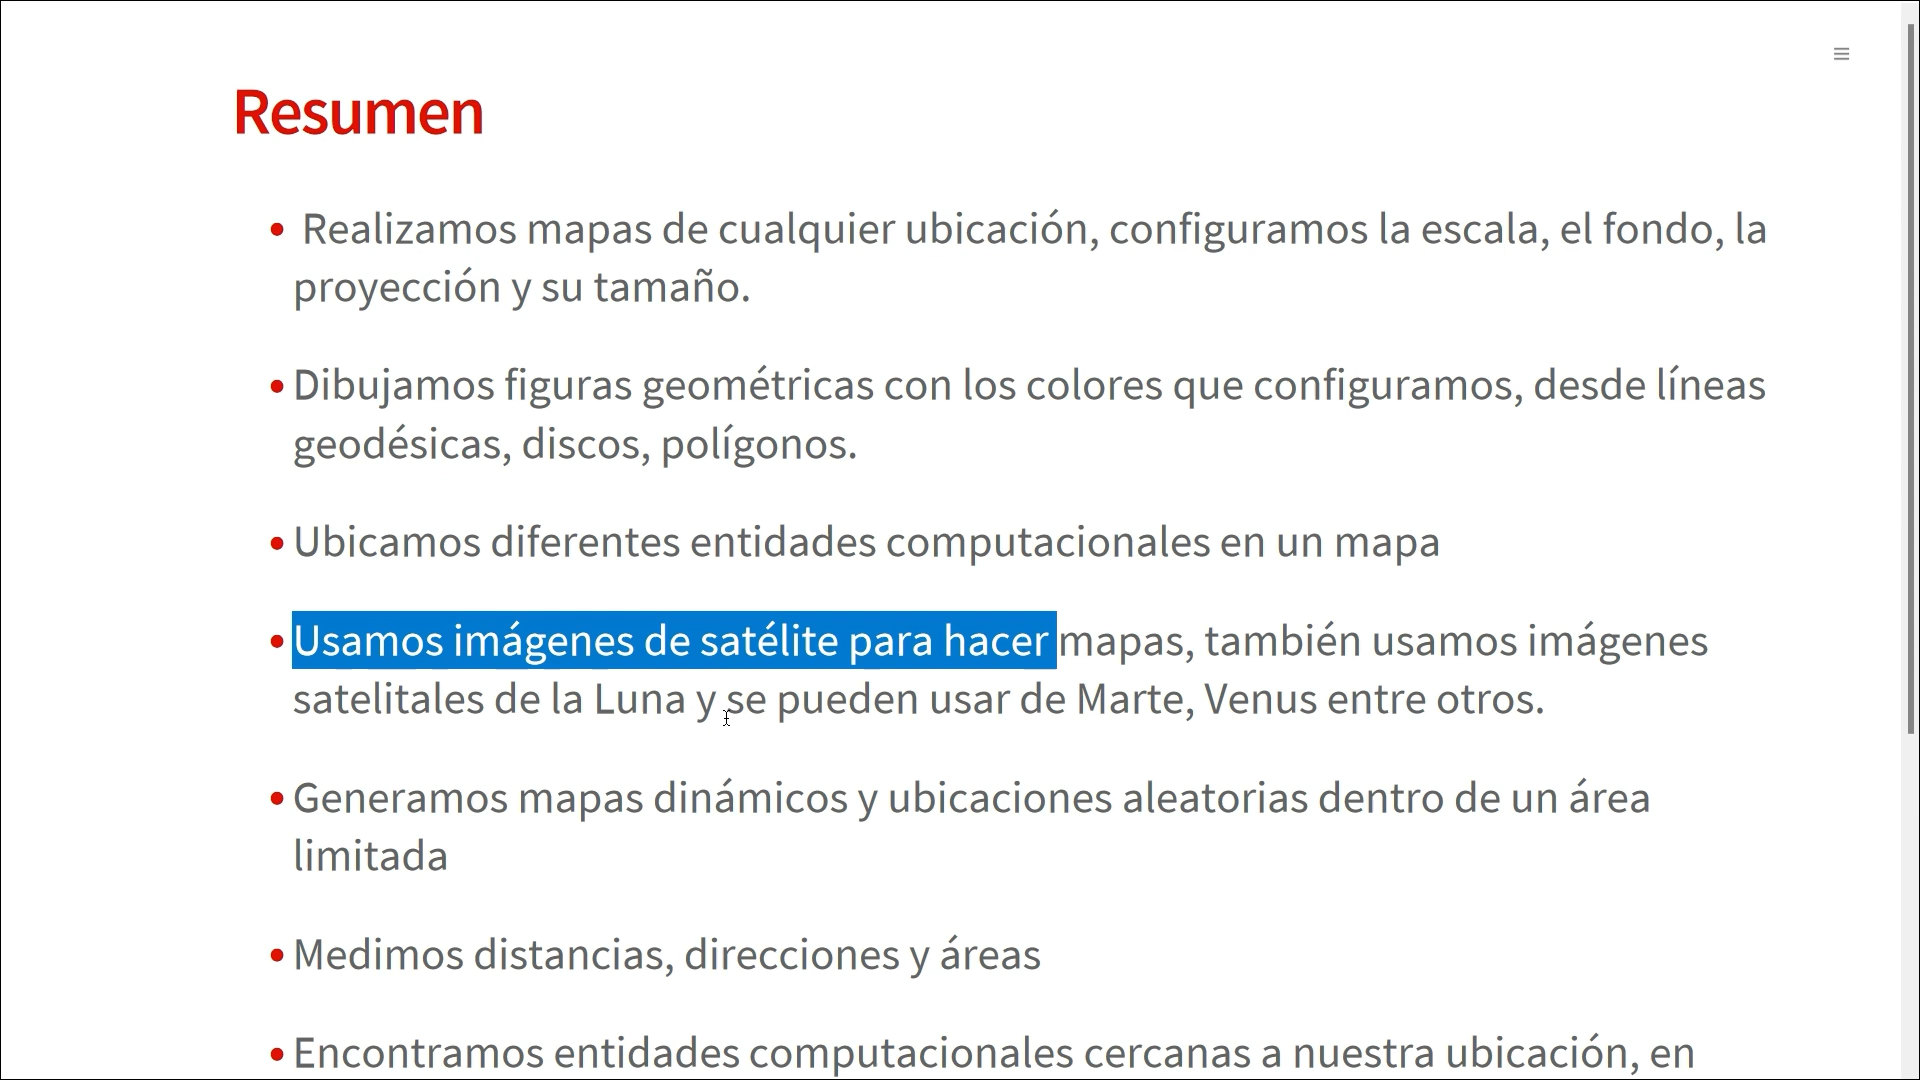 Resumen
Realizamos mapas de cualquier ubicación, configuramos la escala, el fondo, la
proyección y su tamaño.
Dibujamos figuras geométricas con los colores que configuramos, desde líneas
geodésicas, discos, polígonos.
Ubicamos diferentes entidades computacionales en un mapa
Usamos imágenes de satélite para hacer mapas, también usamos imágenes
satelitales de la Luna y se pueden usar de Marte, Venus entre otros.
Generamos mapas dinámicos y ubicaciones aleatorias dentro de un área
limitada
Medimos distancias, direcciones y áreas
Encontramos entidades computacionales cercanas a nuestra ubicación, en